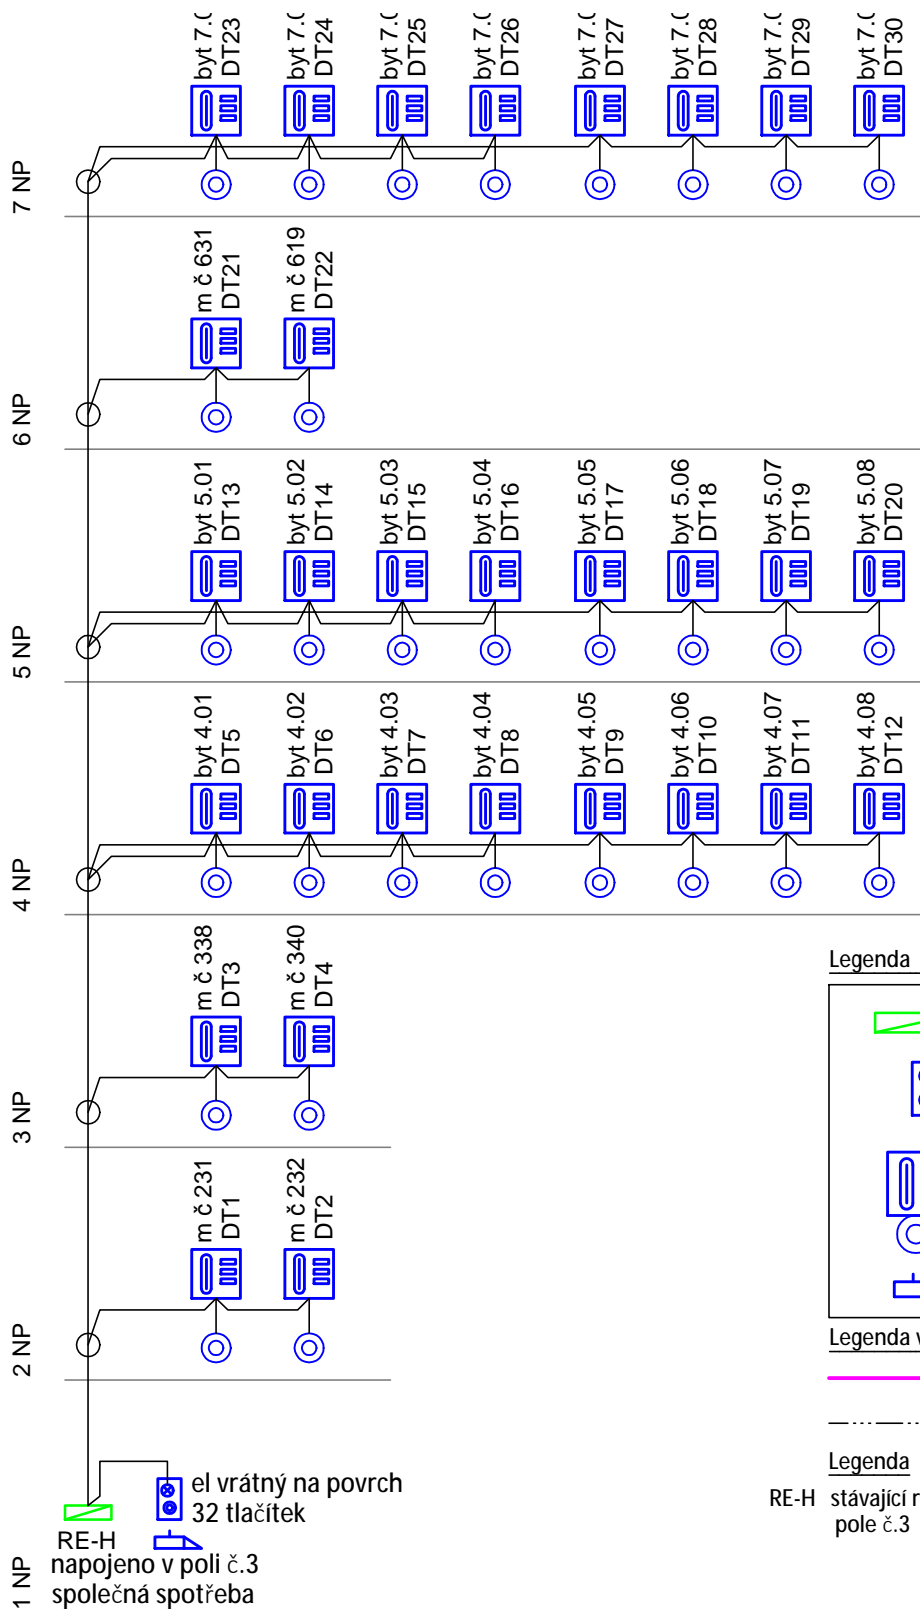 byt 7.0
DT23
byt 7.0
DT24
byt 7.0
DT25
byt 7.0
DT26
byt 7.0
DT27
byt 7.0
DT28
byt 7.0
DT29
byt 7.0
DT30
7 NP
m č 631
DT21
m č 619
DT22
6 NP
byt 5.01
DT13
byt 5.02
DT14
byt 5.03
DT15
byt 5.04
DT16
byt 5.05
DT17
byt 5.06
DT18
byt 5.07
DT19
byt 5.08
DT20
5 NP
byt 4.01
DT5
byt 4.02
DT6
byt 4.03
DT7
byt 4.04
DT8
byt 4.05
DT9
byt 4.06
DT10
byt 4.07
DT11
byt 4.08
DT12
4 NP
m č 338
DT3
m č 340
DT4
3 NP
m č 231
DT1
m č 232
DT2
2 NP
el vrátný na povrch
32 tlačítek
RE-H
napojeno v poli č.3
společná spotřeba
1 NP
Legenda
Legenda v
Legenda
RE-H stávající r
pole č.3